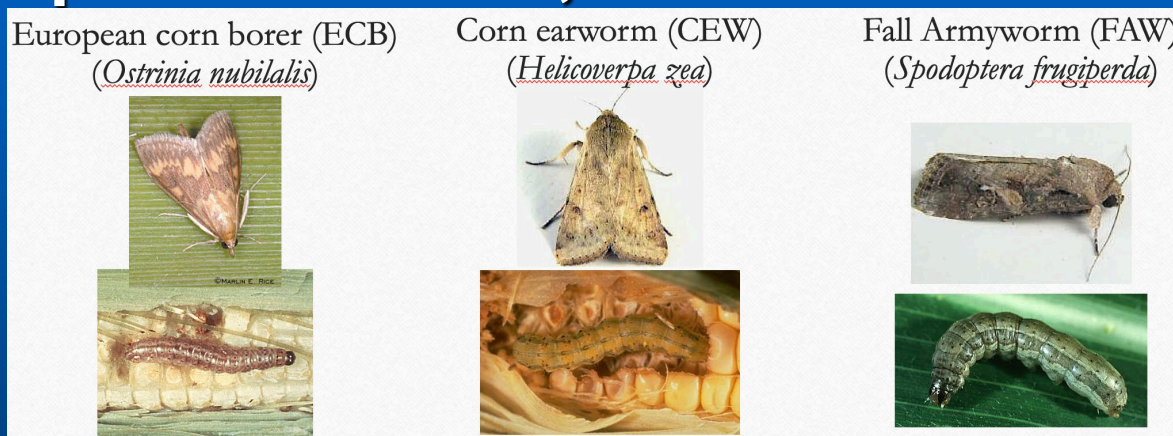 European corn borer (ECB)
(Ostrinia nubilalis)
Corn earworm (CEW)
(Helicoverpa zea)
Fall Armyworm (FAW)
(Spodoptera frugiperda)
©MARLIN E. RICE